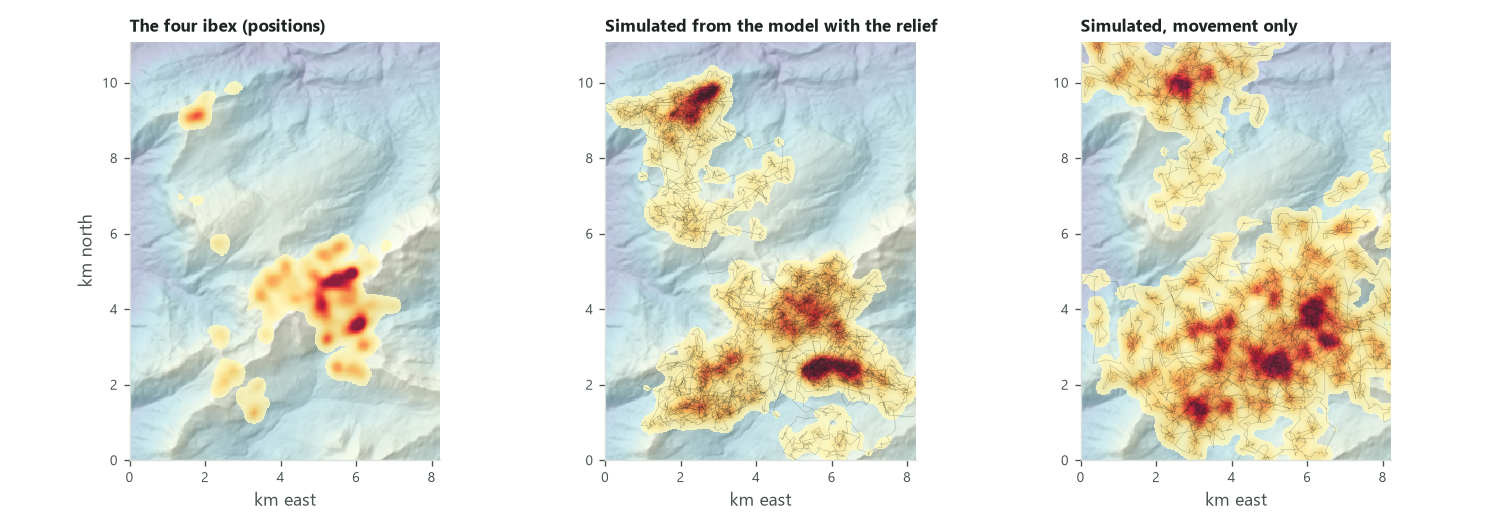 The four ibex (positions)
Simulated from the model with the relief
Simulated, movement only
km north
10
8
6
4
2
0
0 2 4 6 8
km east
10
8
6
4
2
0
0 2 4 6 8
km east
10
8
6
4
2
0
0 2 4 6 8
km east